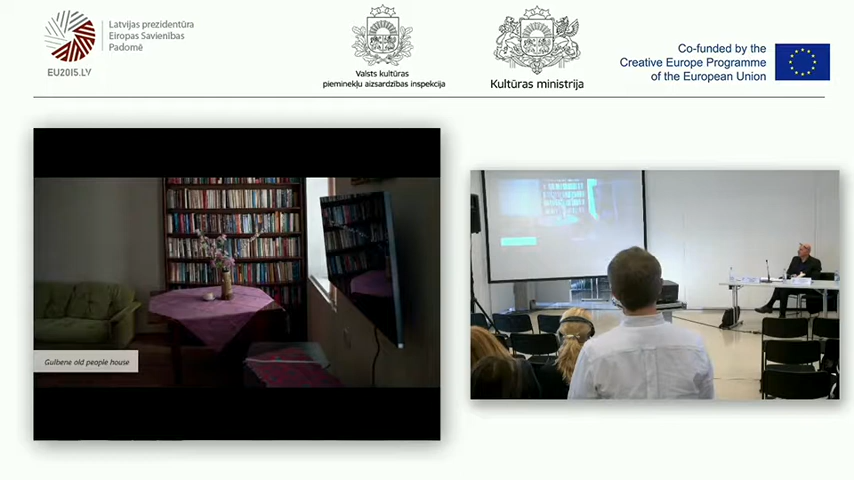 Latvijas prezidentūra
Eiropas Savienības
Padomē
EU2015.LV
Valsts kultūras
pieminekļu aizsardzības inspekcija
Kultūras ministrija
Co-funded by the
Creative Europe Programme
of the European Union
Gulbene old people house